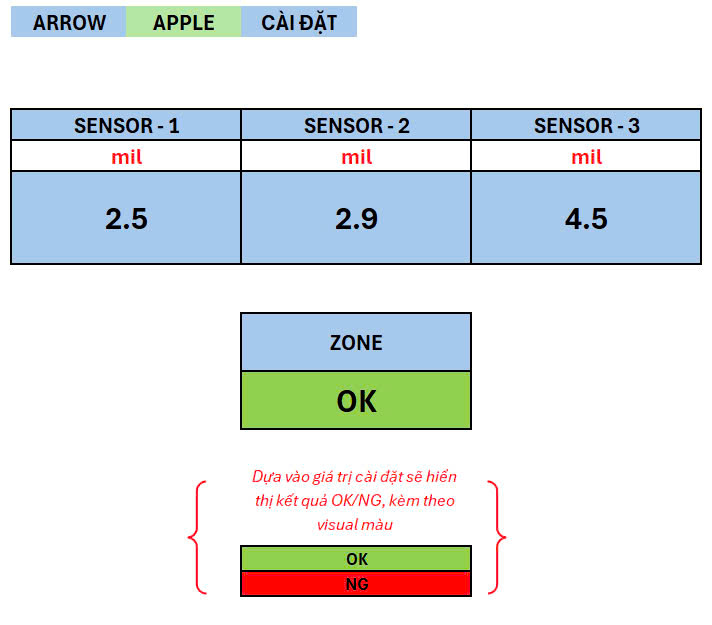 ARROW APPLE CÀI ĐẶT
SENSOR - 1 SENSOR - 2 SENSOR - 3
mil mil mil
2.5 2.9 4.5
ZONE
OK
Dựa vào giá trị cài đặt sẽ hiển
thị kết quả OK/NG, kèm theo
visual màu
OK
NG